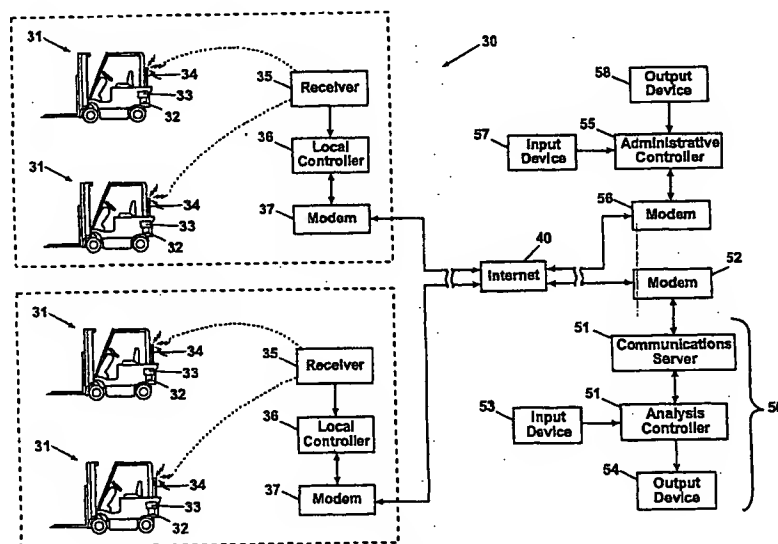 31
34
33
32
31
34
33
32
35
Receiver
36
Local
Controller
37
Modem
31
34
33
32
31
34
33
32
35
Receiver
36
Local
Controller
37
Modem
30
40
Internet
58
Output
Device
55
57
Input
Device
Administrative
Controller
56
Modem
52
Modem
51
Communications
Server
53
51
Input
Device
Analysis
Controller
54
Output
Device
50